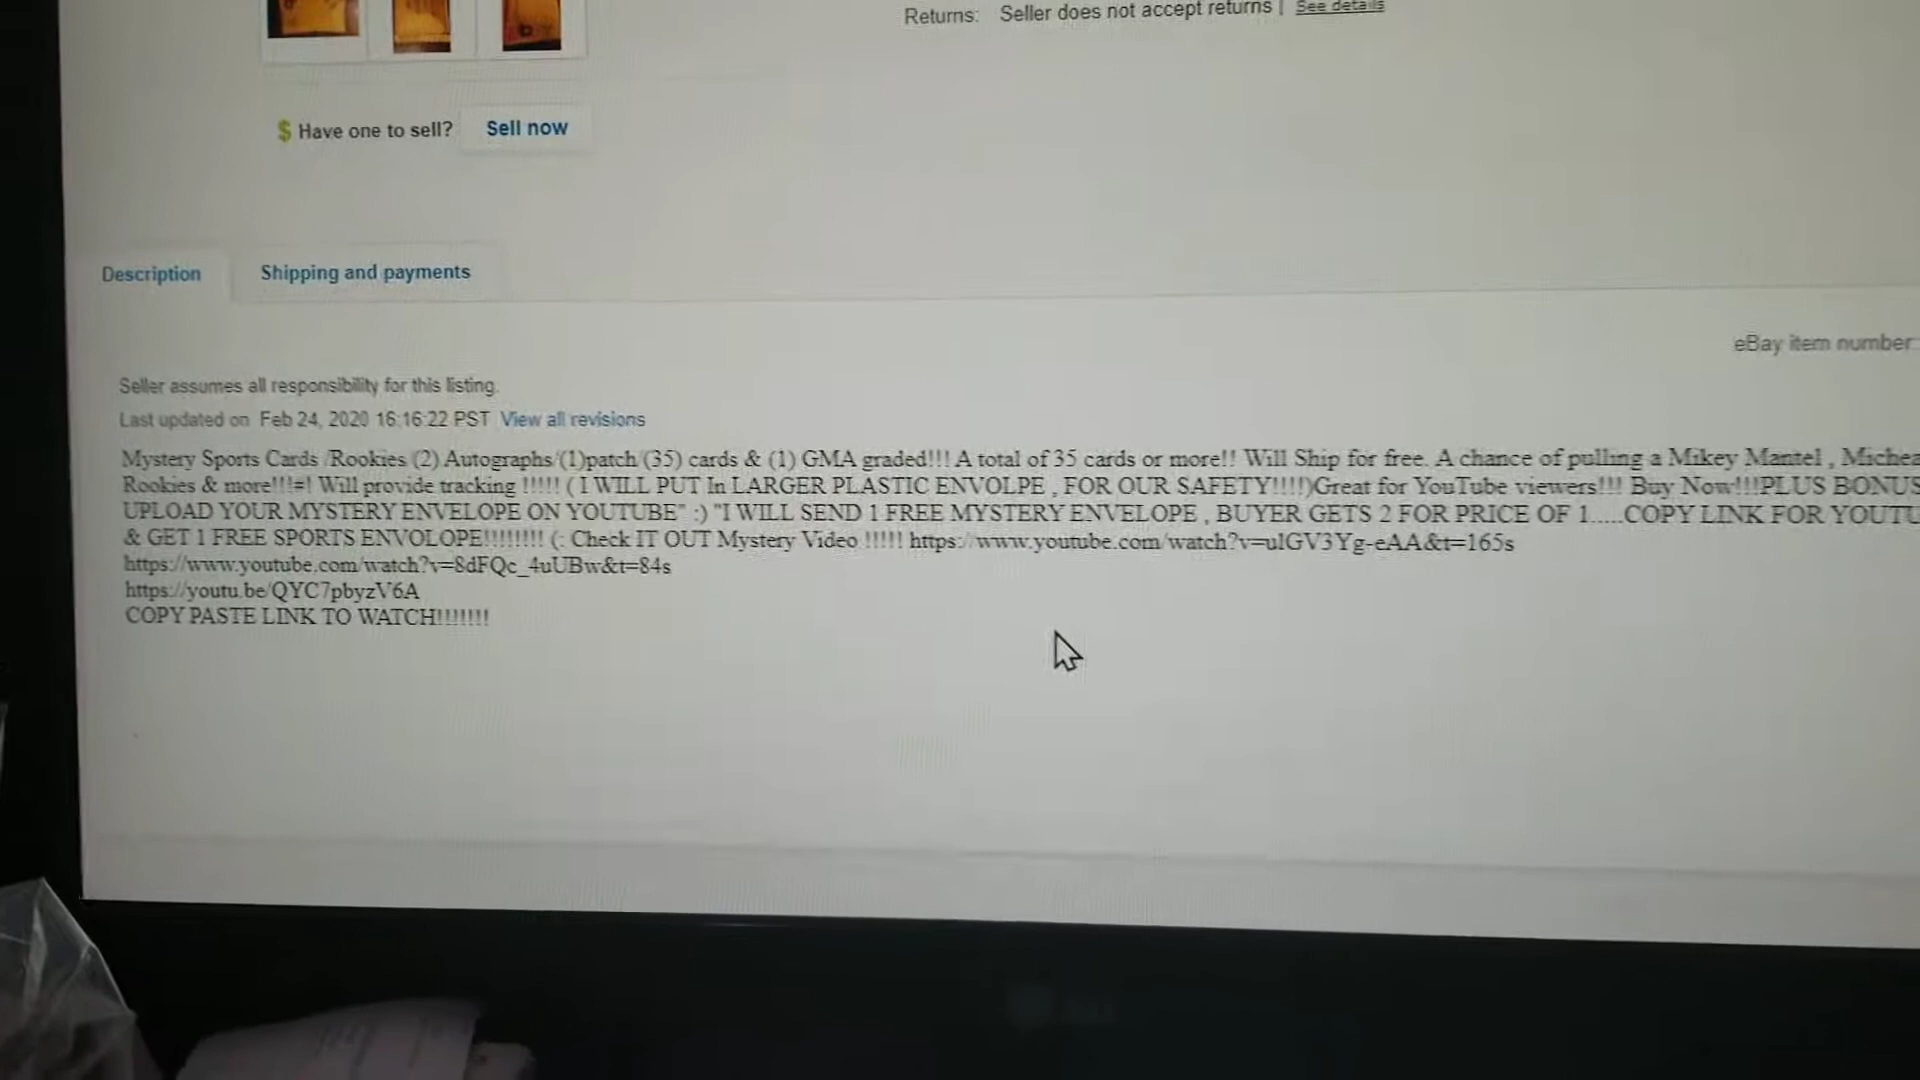 Returns: Seller does not accept returns | See details
$ Have one to sell? Sell now
Description Shipping and payments
eBay item number
Seller assumes all responsibility for this listing.
Last updated on Feb 24, 2020 16:16:22 PST View all revisions
Mystery Sports Cards /Rookies (2) Autographs/(1)patch/(35) cards & (1) GMA graded!!! A total of 35 cards or more!! Will Ship for free. A chance of pulling a Mikey Mantel , Michea
Rookies & more!!!=! Will provide tracking !!!!! ( I WILL PUT In LARGER PLASTIC ENVOLPE , FOR OUR SAFETY!!!!)Great for YouTube viewers!!! Buy Now!!!PLUS BONUS
UPLOAD YOUR MYSTERY ENVELOPE ON YOUTUBE" :) "I WILL SEND 1 FREE MYSTERY ENVELOPE , BUYER GETS 2 FOR PRICE OF 1.....COPY LINK FOR YOUTU
& GET 1 FREE SPORTS ENVOLOPE!!!!!!!! (: Check IT OUT Mystery Video !!!!! https://www.youtube.com/watch?v=ulGV3Yg-eAA&t=165s
https://www.youtube.com/watch?v=8dFQc_4uUBw&t=84s
https://youtu.be/QYC7pbyzV6A
COPY PASTE LINK TO WATCH!!!!!!!